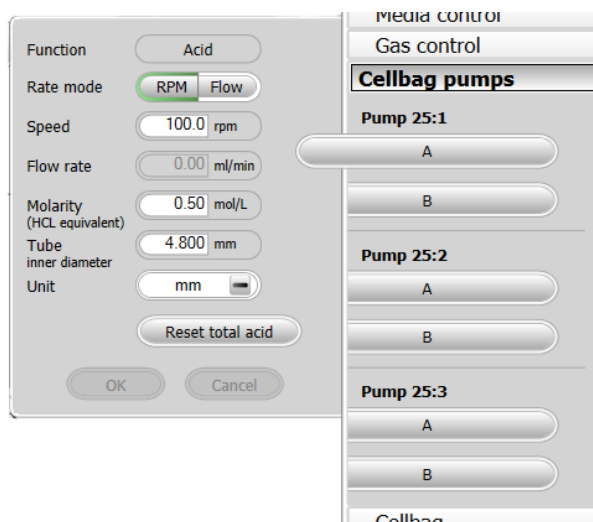 Function Acid
Rate mode RPM Flow
Speed 100.0 rpm
Flow rate 0.00 ml/min
Molarity 0.50 mol/L
(HCL equivalent)
Tube 4.800 mm
inner diameter
Unit mm
Reset total acid
OK Cancel
Media control
Gas control
Cellbag pumps
Pump 25:1
A
B
Pump 25:2
A
B
Pump 25:3
A
B
Cellbag